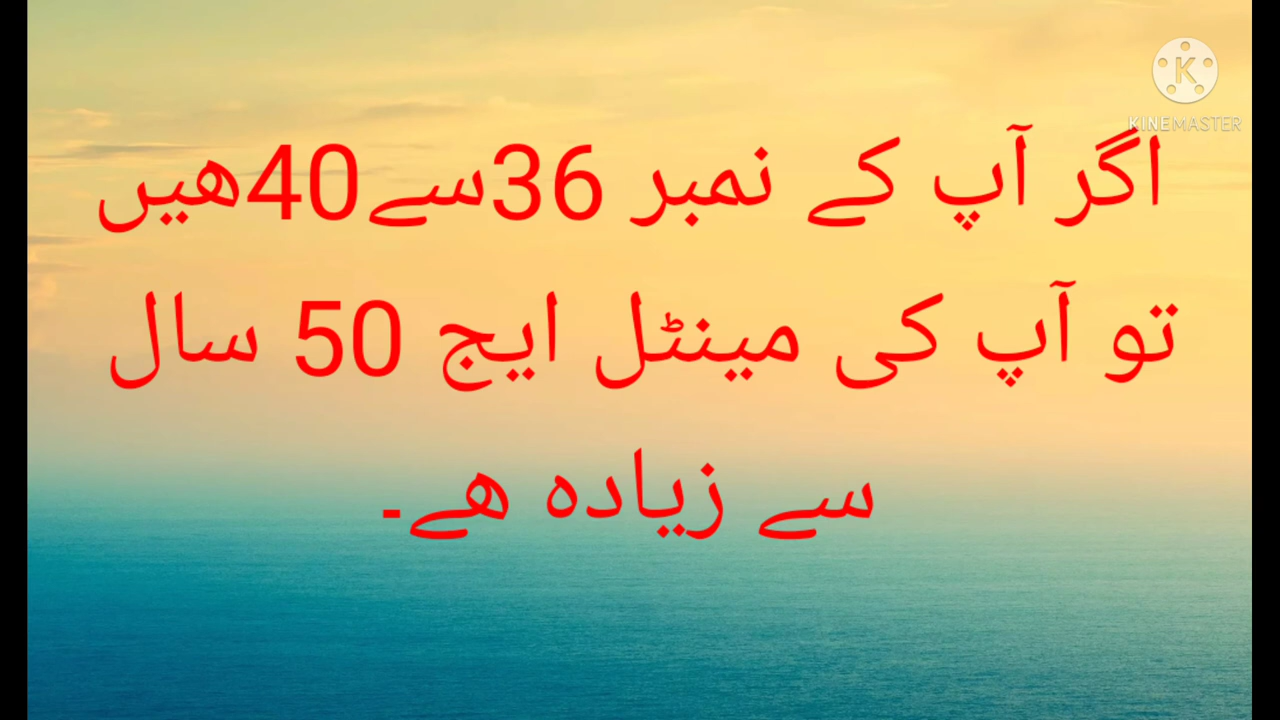 KINEMASTER
اگر آپ کے نمبر 36سے40ھیں
تو آپ کی مینٹل ایج 50 سال
سے زیادہ ھے۔